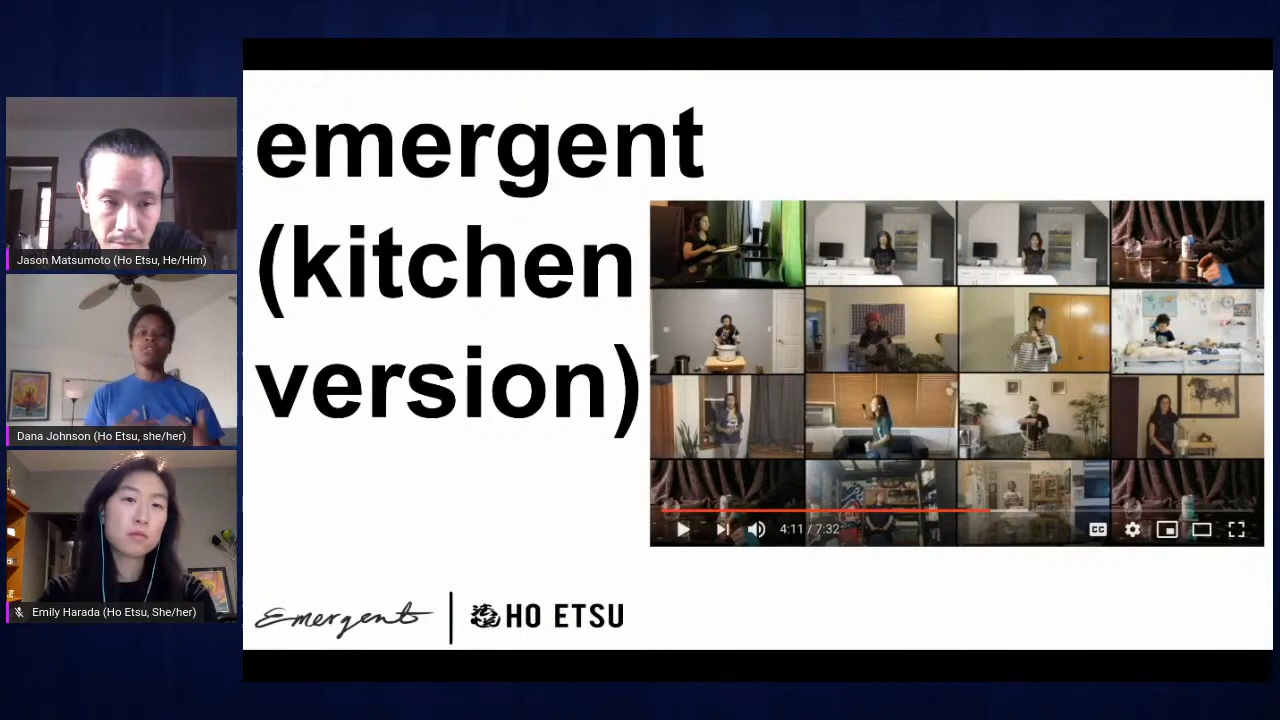 emergent
(kitchen
version)
Jason Matsumoto (Ho Etsu, He/Him)
Dana Johnson (Ho Etsu, she/her)
Emily Harada (Ho Etsu, She/her)
4:11 / 7:32
CC
Emergent
HO ETSU